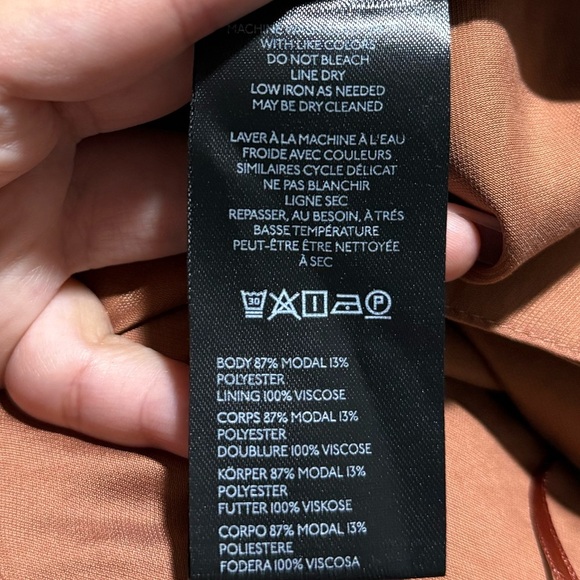 MACHINE
WITH LIKE COLORS
DO NOT BLEACH
LINE DRY
LOW IRON AS NEEDED
MAY BE DRY CLEANED
LAVER À LA MACHINE À L'EAU
FROIDE AVEC COULEURS
SIMILAIRES CYCLE DÉLICAT
NE PAS BLANCHIR
LIGNE SEC
REPASSER, AU BESOIN, À TRÉS
BASSE TEMPÉRATURE
PEUT-ÊTRE ÊTRE NETTOYÉE
À SEC
30 P
BODY 87% MODAL 13%
POLYESTER
LINING 100% VISCOSE
CORPS 87% MODAL 13%
POLYESTER
DOUBLURE 100% VISCOSE
KÖRPER 87% MODAL 13%
POLYESTER
FUTTER 100% VISKOSE
CORPO 87% MODAL 13%
POLIESTERE
FODERA 100% VISCOSA